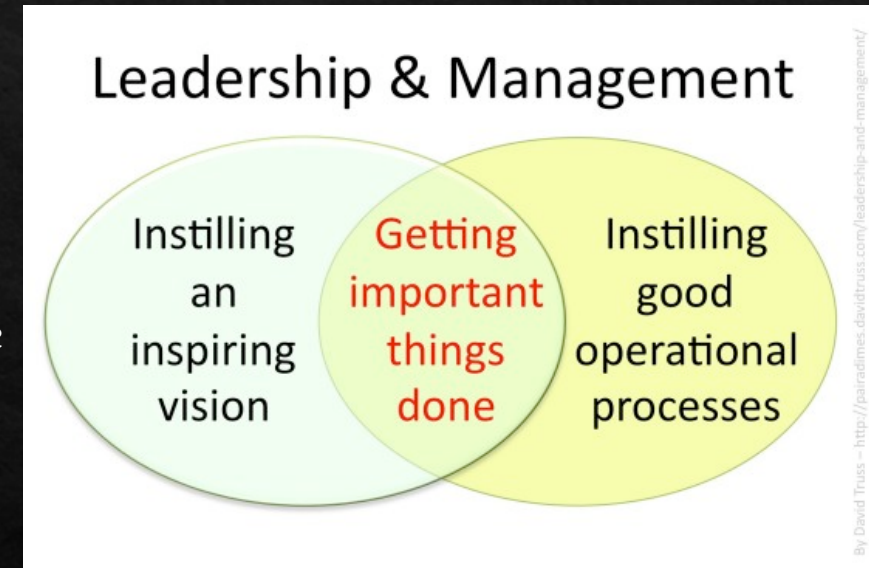 Leadership & Management
Instilling
an
inspiring
vision
Getting
important
things
done
Instilling
good
operational
processes
By David Truss – http://pairadimes.davidtruss.com/leadership-and-management/